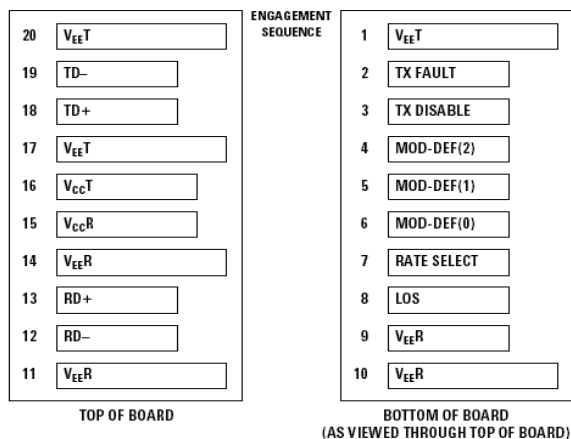 ENGAGEMENT
SEQUENCE
20 VEET
19 TD–
18 TD+
17 VEET
16 VCCT
15 VCCR
14 VEER
13 RD+
12 RD–
11 VEER
TOP OF BOARD
1 VEET
2 TX FAULT
3 TX DISABLE
4 MOD-DEF(2)
5 MOD-DEF(1)
6 MOD-DEF(0)
7 RATE SELECT
8 LOS
9 VEER
10 VEER
BOTTOM OF BOARD
(AS VIEWED THROUGH TOP OF BOARD)